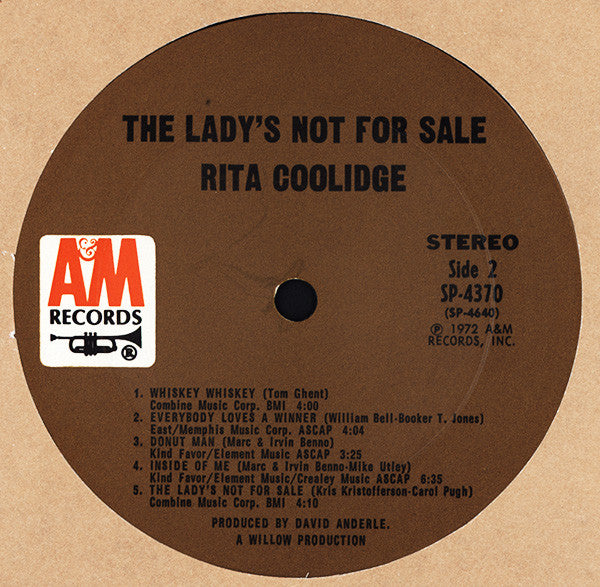 THE LADY'S NOT FOR SALE
RITA COOLIDGE
A&M
RECORDS
®
STEREO
Side 2
SP-4370
(SP-4640)
℗ 1972 A&M
RECORDS, INC.
1. WHISKEY WHISKEY (Tom Ghent)
Combine Music Corp. BMI 4:00
2. EVERYBODY LOVES A WINNER (William Bell-Booker T. Jones)
East/Memphis Music Corp. ASCAP 4:04
3. DONUT MAN (Marc & Irvin Benno)
Kind Favor/Element Music ASCAP 3:25
4. INSIDE OF ME (Marc & Irvin Benno-Mike Utley)
Kind Favor/Element Music/Crealey Music ASCAP 6:35
5. THE LADY'S NOT FOR SALE (Kris Kristofferson-Carol Pugh)
Combine Music Corp. BMI 4:10
PRODUCED BY DAVID ANDERLE.
A WILLOW PRODUCTION